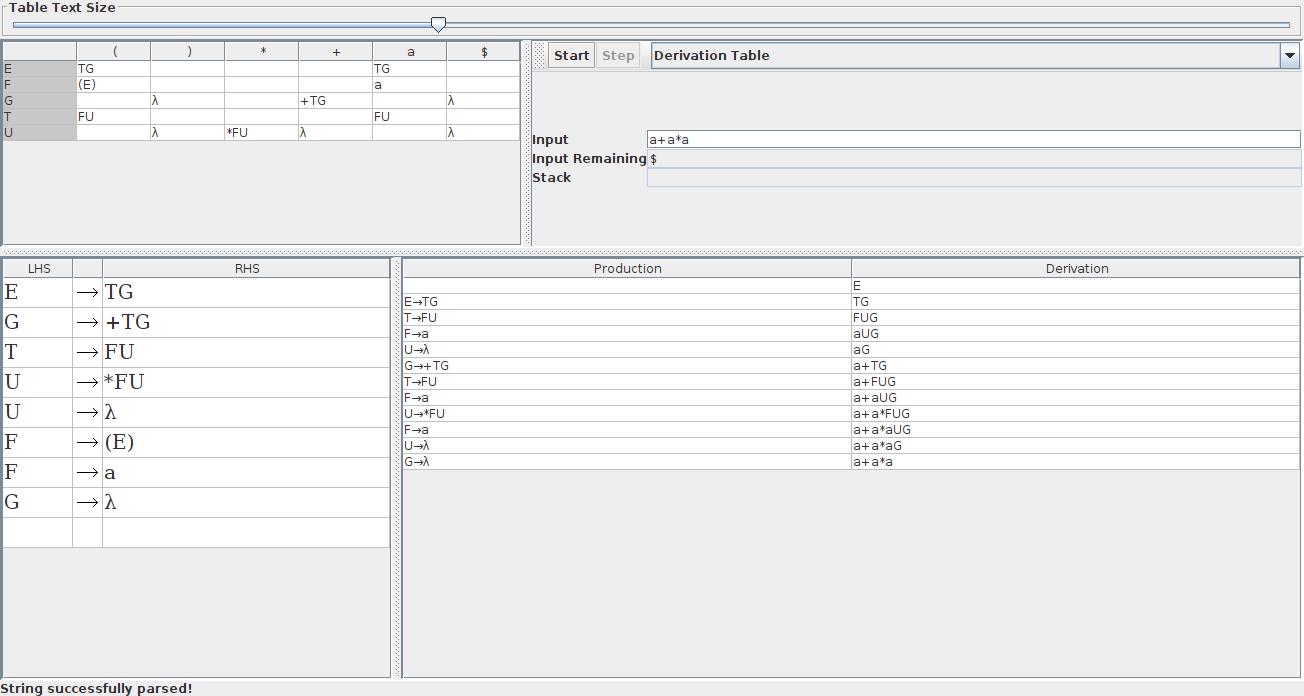 Table Text Size
( ) * + a $
E TG TG
F (E) a
G λ +TG λ
T FU FU
U λ *FU λ λ
Start Step Derivation Table
Input a+a*a
Input Remaining $
Stack
LHS RHS
E → TG
G → +TG
T → FU
U → *FU
U → λ
F → (E)
F → a
G → λ
Production Derivation
E
E→TG TG
T→FU FUG
F→a aUG
U→λ aG
G→+TG a+TG
T→FU a+FUG
F→a a+aUG
U→*FU a+a*FUG
F→a a+a*aUG
U→λ a+a*aG
G→λ a+a*a
String successfully parsed!